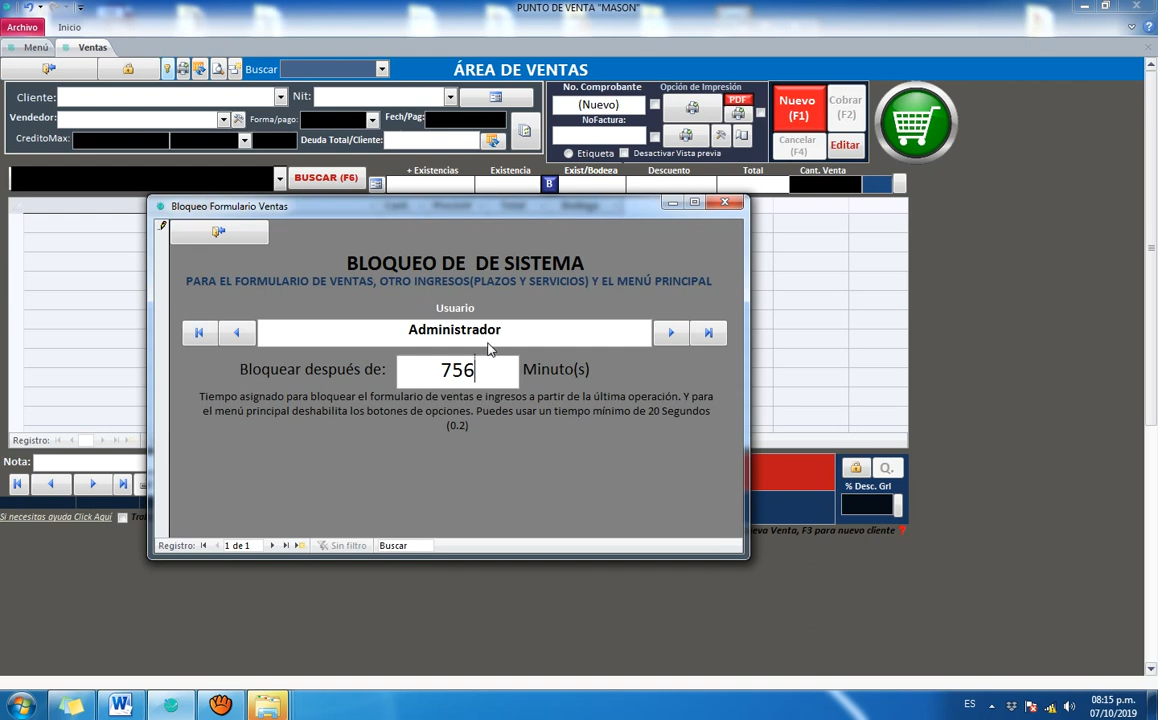 PUNTO DE VENTA "MASON"
Archivo Inicio
Menú Ventas
Buscar ÁREA DE VENTAS
Cliente: Nit:
Vendedor: Forma/pago: Fech/Pag:
CreditoMax: Deuda Total/Cliente:
No. Comprobante Opción de Impresión
(Nuevo) PDF
NoFactura:
Etiqueta Desactivar Vista previa
Nuevo (F1) Cobrar (F2)
Cancelar (F4) Editar
BUSCAR (F6) + Existencias Existencia B Exist/Bodega Descuento Total Cant. Venta
Bloqueo Formulario Ventas
BLOQUEO DE DE SISTEMA
PARA EL FORMULARIO DE VENTAS, OTRO INGRESOS(PLAZOS Y SERVICIOS) Y EL MENÚ PRINCIPAL
Usuario
Administrador
Bloquear después de: 756 Minuto(s)
Tiempo asignado para bloquear el formulario de ventas e ingresos a partir de la última operación. Y para
el menú principal deshabilita los botones de opciones. Puedes usar un tiempo mínimo de 20 Segundos
(0.2)
Registro: 1 de 1 Sin filtro Buscar
Registro:
Nota:
Q.
% Desc. Grl
Si necesitas ayuda Click Aquí
Venta, F3 para nuevo cliente ?
ES 08:15 p.m.
07/10/2019